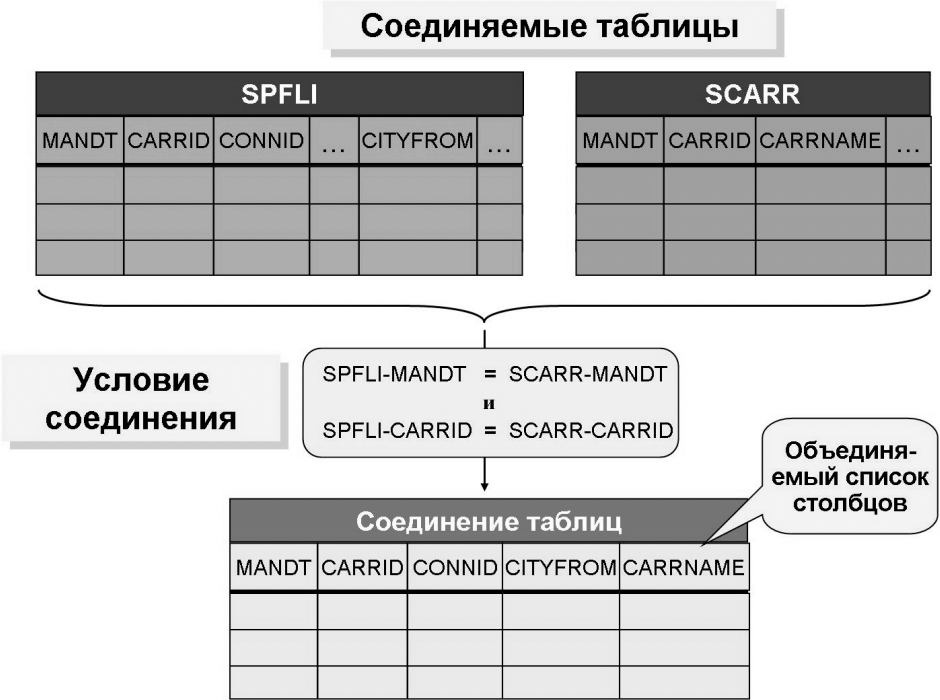 Соединяемые таблицы
SPFLI
MANDT CARRID CONNID ... CITYFROM ...
SCARR
MANDT CARRID CARRNAME ...
Условие
соединения
SPFLI-MANDT = SCARR-MANDT
и
SPFLI-CARRID = SCARR-CARRID
Объединя-
емый список
столбцов
Соединение таблиц
MANDT CARRID CONNID CITYFROM CARRNAME